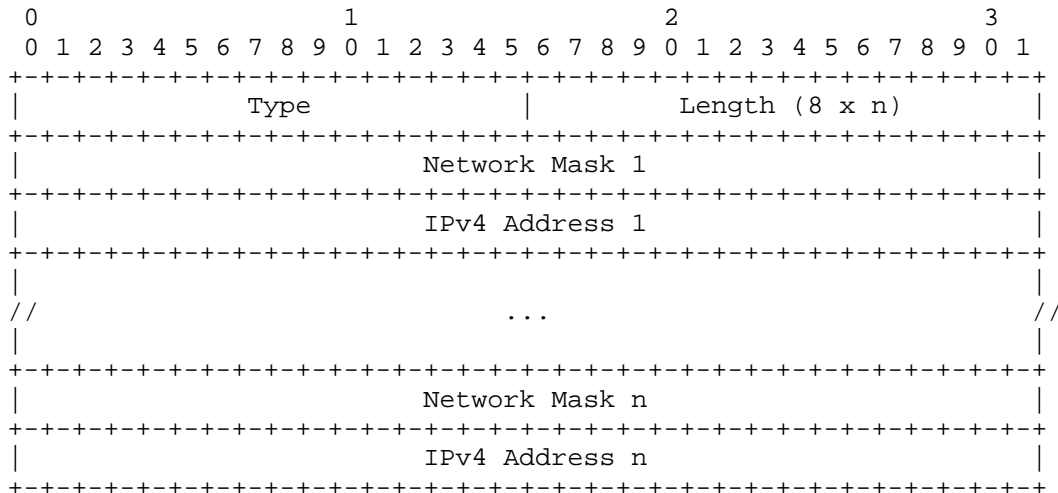 0                   1                   2                   3
 0 1 2 3 4 5 6 7 8 9 0 1 2 3 4 5 6 7 8 9 0 1 2 3 4 5 6 7 8 9 0 1
+-+-+-+-+-+-+-+-+-+-+-+-+-+-+-+-+-+-+-+-+-+-+-+-+-+-+-+-+-+-+-+-+
|              Type             |         Length (8 x n)        |
+-+-+-+-+-+-+-+-+-+-+-+-+-+-+-+-+-+-+-+-+-+-+-+-+-+-+-+-+-+-+-+-+
|                         Network Mask 1                        |
+-+-+-+-+-+-+-+-+-+-+-+-+-+-+-+-+-+-+-+-+-+-+-+-+-+-+-+-+-+-+-+-+
|                         IPv4 Address 1                        |
+-+-+-+-+-+-+-+-+-+-+-+-+-+-+-+-+-+-+-+-+-+-+-+-+-+-+-+-+-+-+-+-+
|                                                               |
//                              ...                              //
|                                                               |
+-+-+-+-+-+-+-+-+-+-+-+-+-+-+-+-+-+-+-+-+-+-+-+-+-+-+-+-+-+-+-+-+
|                         Network Mask n                        |
+-+-+-+-+-+-+-+-+-+-+-+-+-+-+-+-+-+-+-+-+-+-+-+-+-+-+-+-+-+-+-+-+
|                         IPv4 Address n                        |
+-+-+-+-+-+-+-+-+-+-+-+-+-+-+-+-+-+-+-+-+-+-+-+-+-+-+-+-+-+-+-+-+